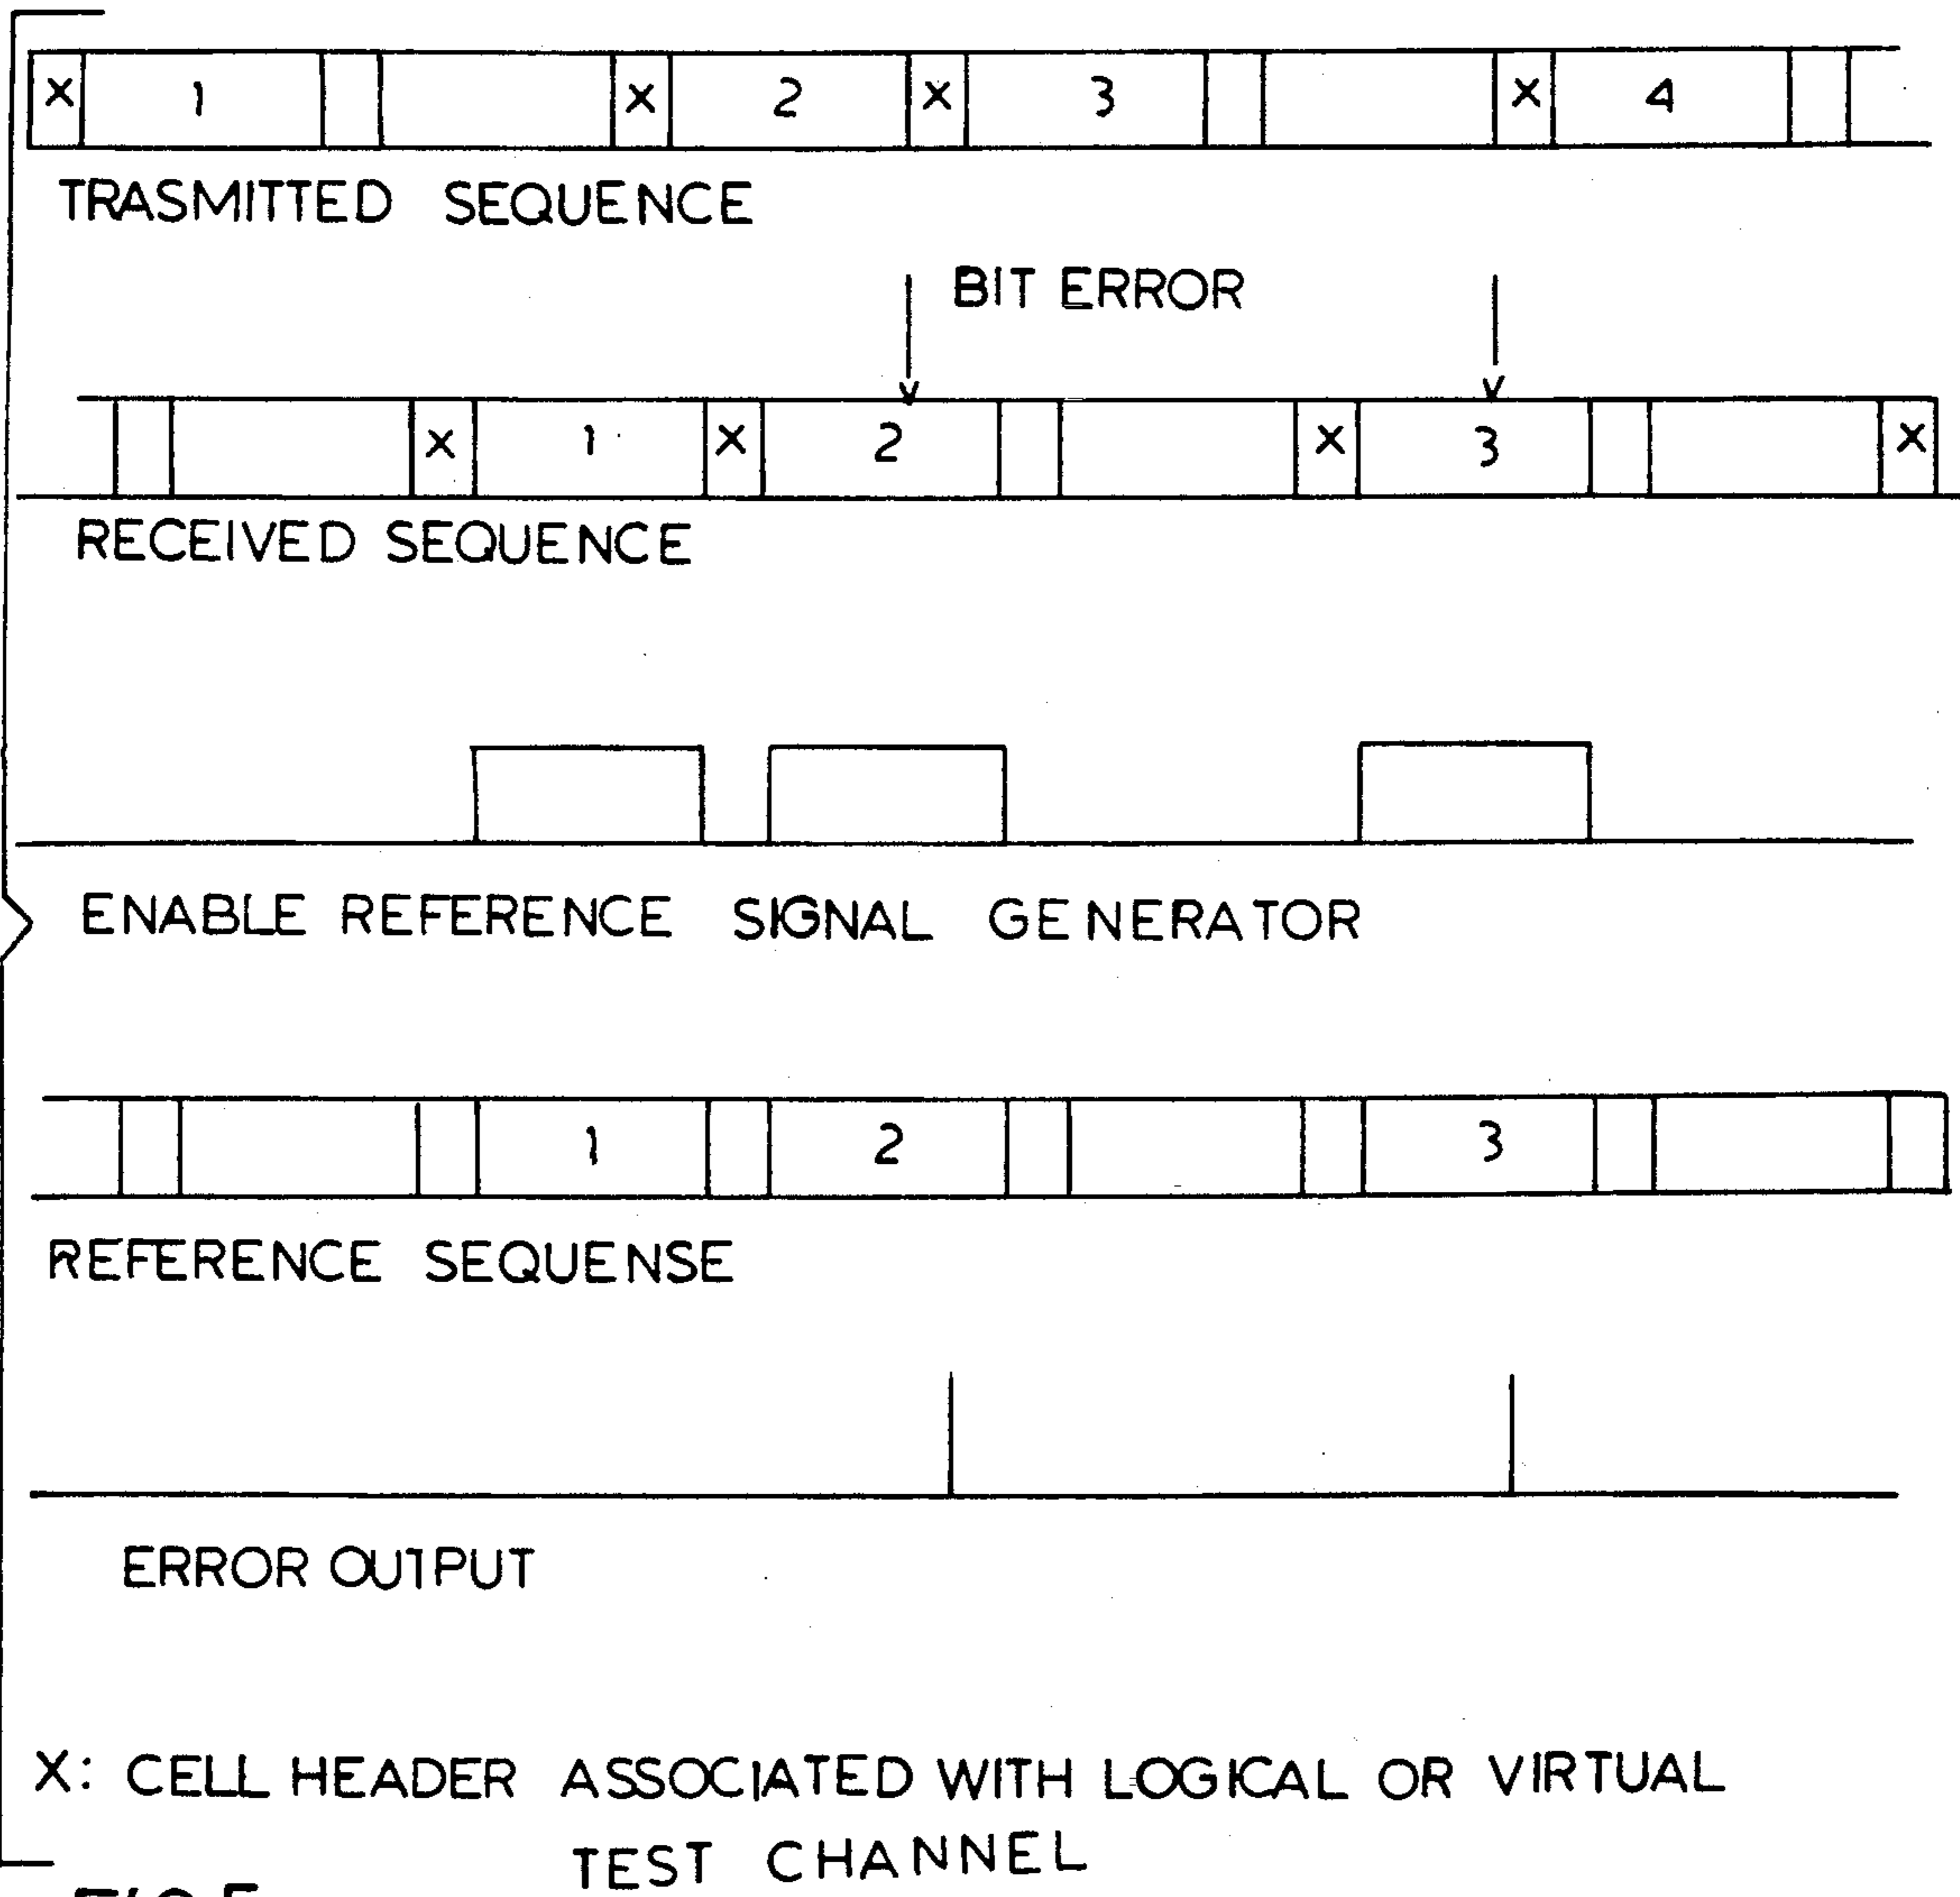 X 1 X 2 X 3 X 4
TRASMITTED SEQUENCE
BIT ERROR
X 1 X 2 X 3 X
RECEIVED SEQUENCE
ENABLE REFERENCE SIGNAL GENERATOR
1 2 3
REFERENCE SEQUENSE
ERROR OUTPUT
X: CELL HEADER ASSOCIATED WITH LOGICAL OR VIRTUAL
TEST CHANNEL